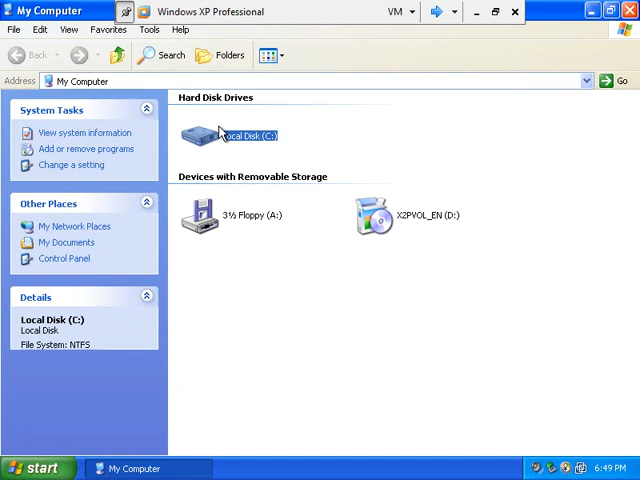 My Computer
Windows XP Professional
VM
File Edit View Favorites Tools Help
Back Search Folders
Address My Computer Go
System Tasks
View system information
Add or remove programs
Change a setting
Other Places
My Network Places
My Documents
Control Panel
Details
Local Disk (C:)
Local Disk
File System: NTFS
Hard Disk Drives
Local Disk (C:)
Devices with Removable Storage
3½ Floppy (A:)
X2PVOL_EN (D:)
start My Computer 6:49 PM